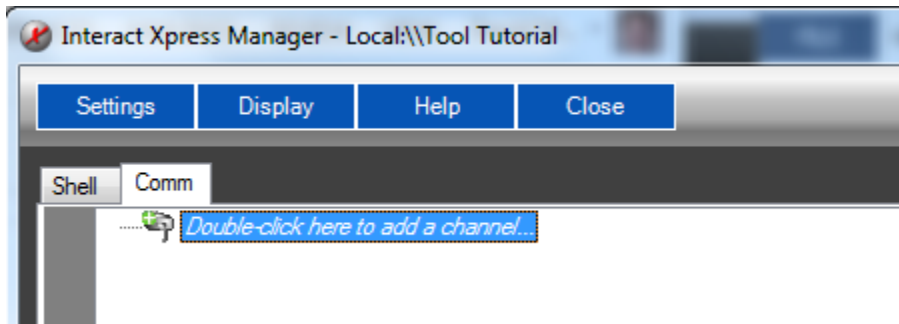 Interact Xpress Manager - Local:\\Tool Tutorial
Settings Display Help Close
Shell Comm
Double-click here to add a channel...